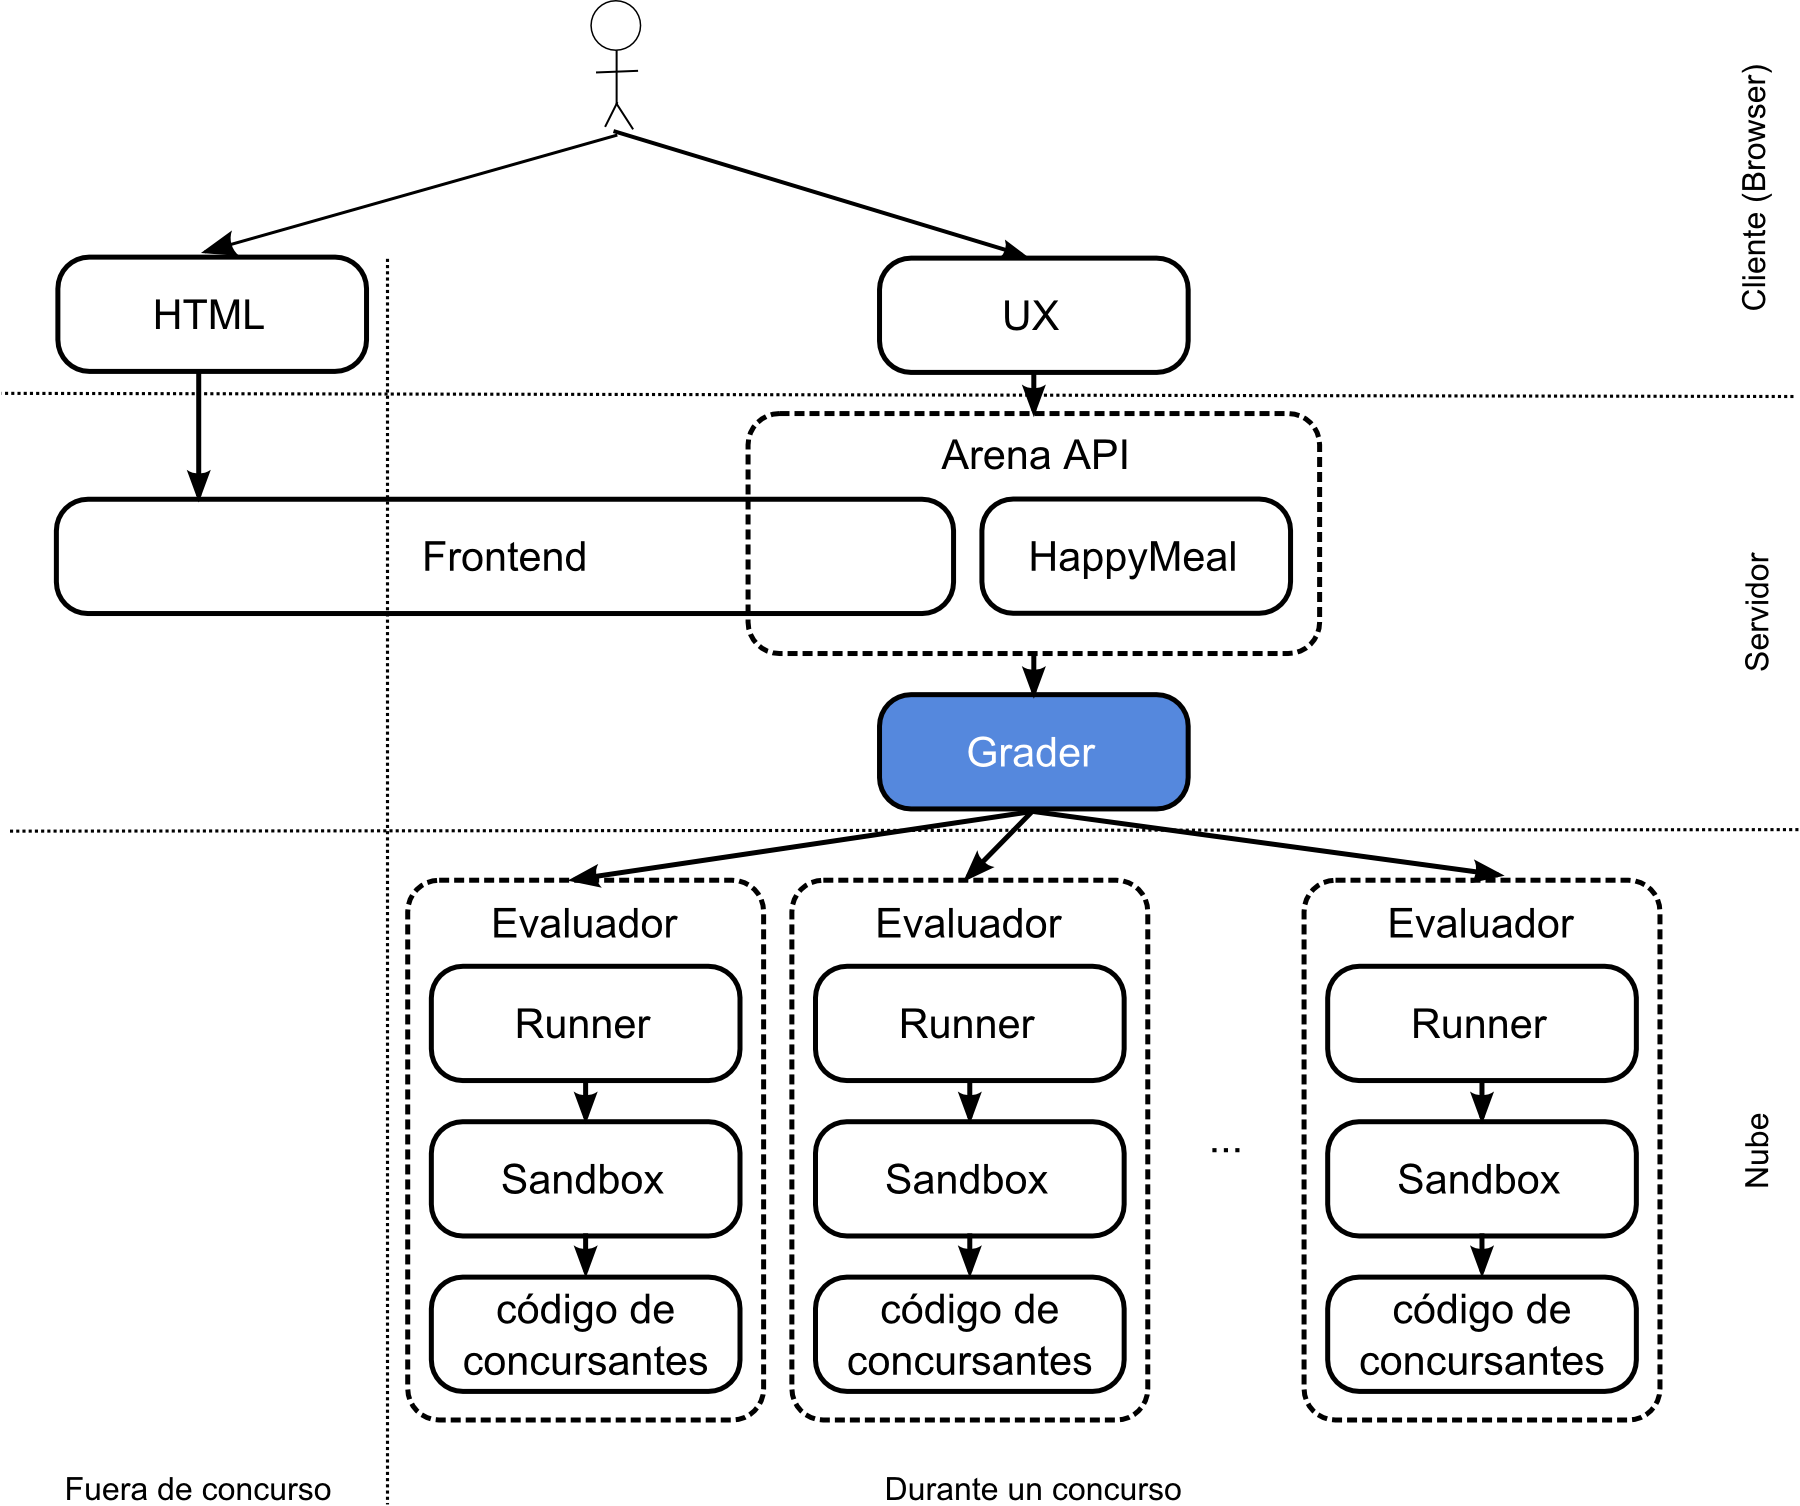 Cliente (Browser)
HTML
UX
Arena API
Frontend
HappyMeal
Servidor
Grader
Evaluador
Evaluador
Evaluador
Runner
Runner
Runner
Sandbox
Sandbox
...
Sandbox
Nube
código de
concursantes
código de
concursantes
código de
concursantes
Fuera de concurso
Durante un concurso